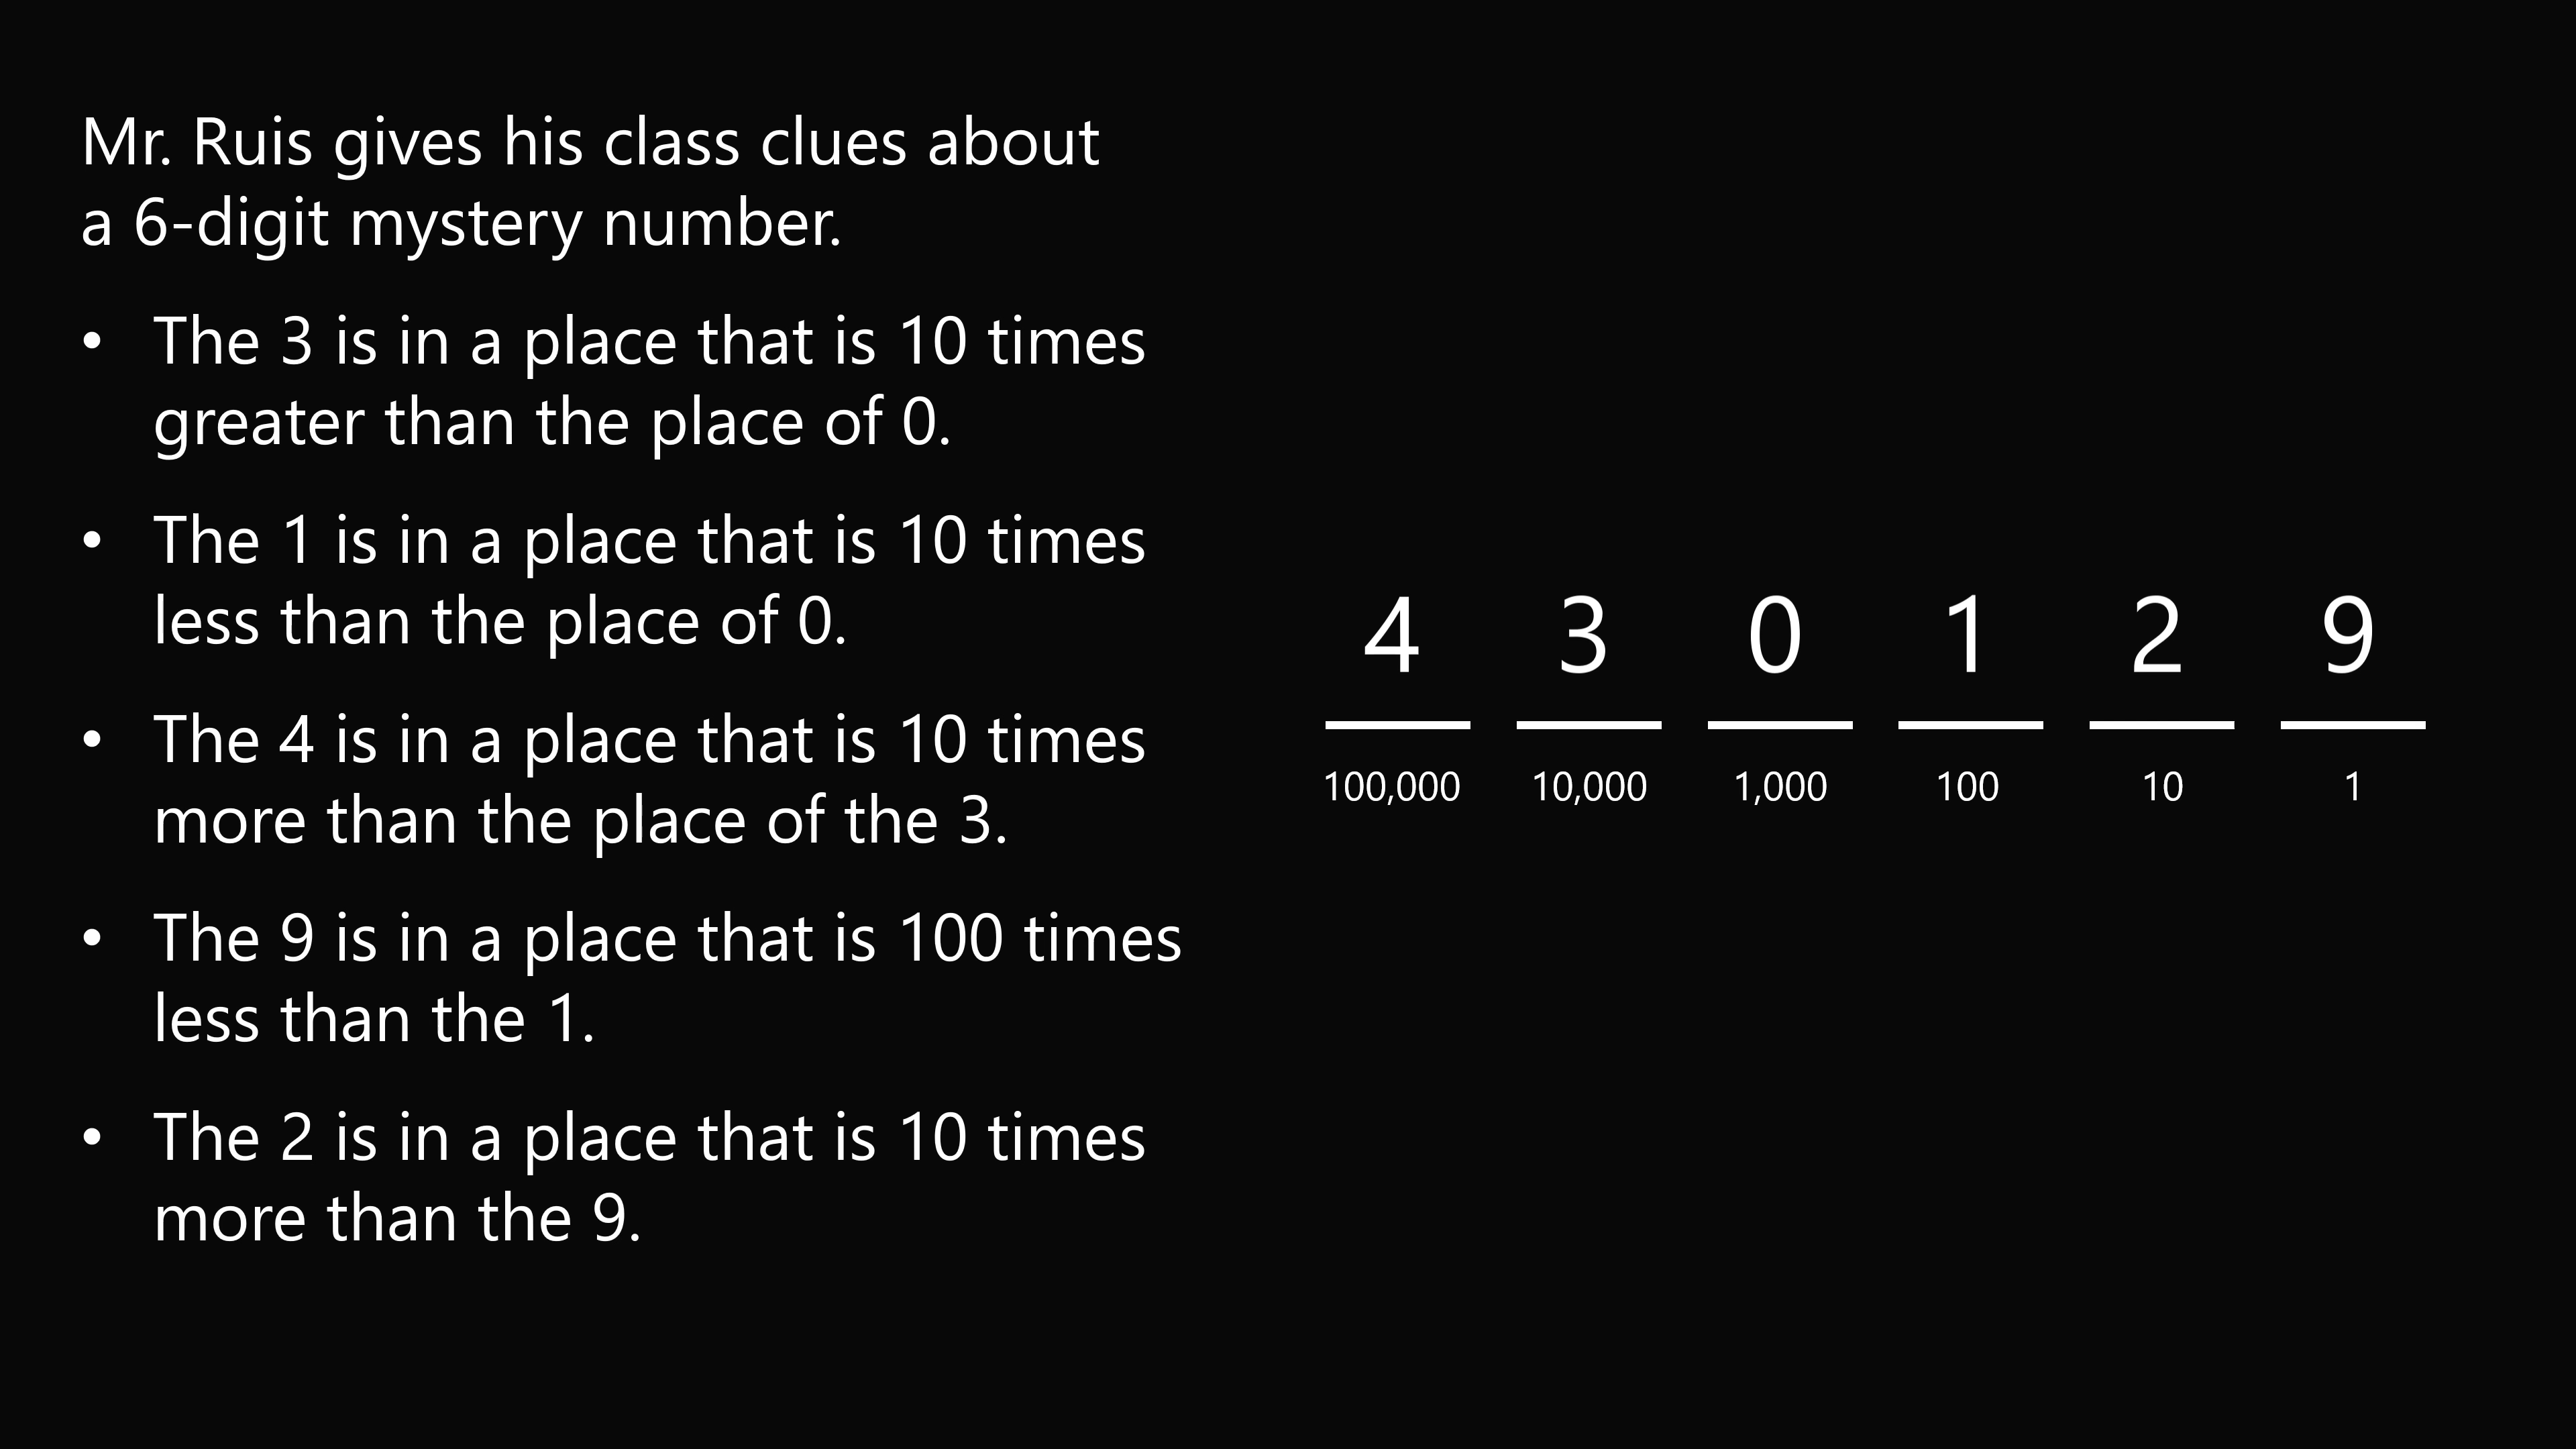 Mr. Ruis gives his class clues about
a 6-digit mystery number.
• The 3 is in a place that is 10 times
greater than the place of 0.
• The 1 is in a place that is 10 times
less than the place of 0.
• The 4 is in a place that is 10 times
more than the place of the 3.
• The 9 is in a place that is 100 times
less than the 1.
• The 2 is in a place that is 10 times
more than the 9.
4 3 0 1 2 9
100,000 10,000 1,000 100 10 1